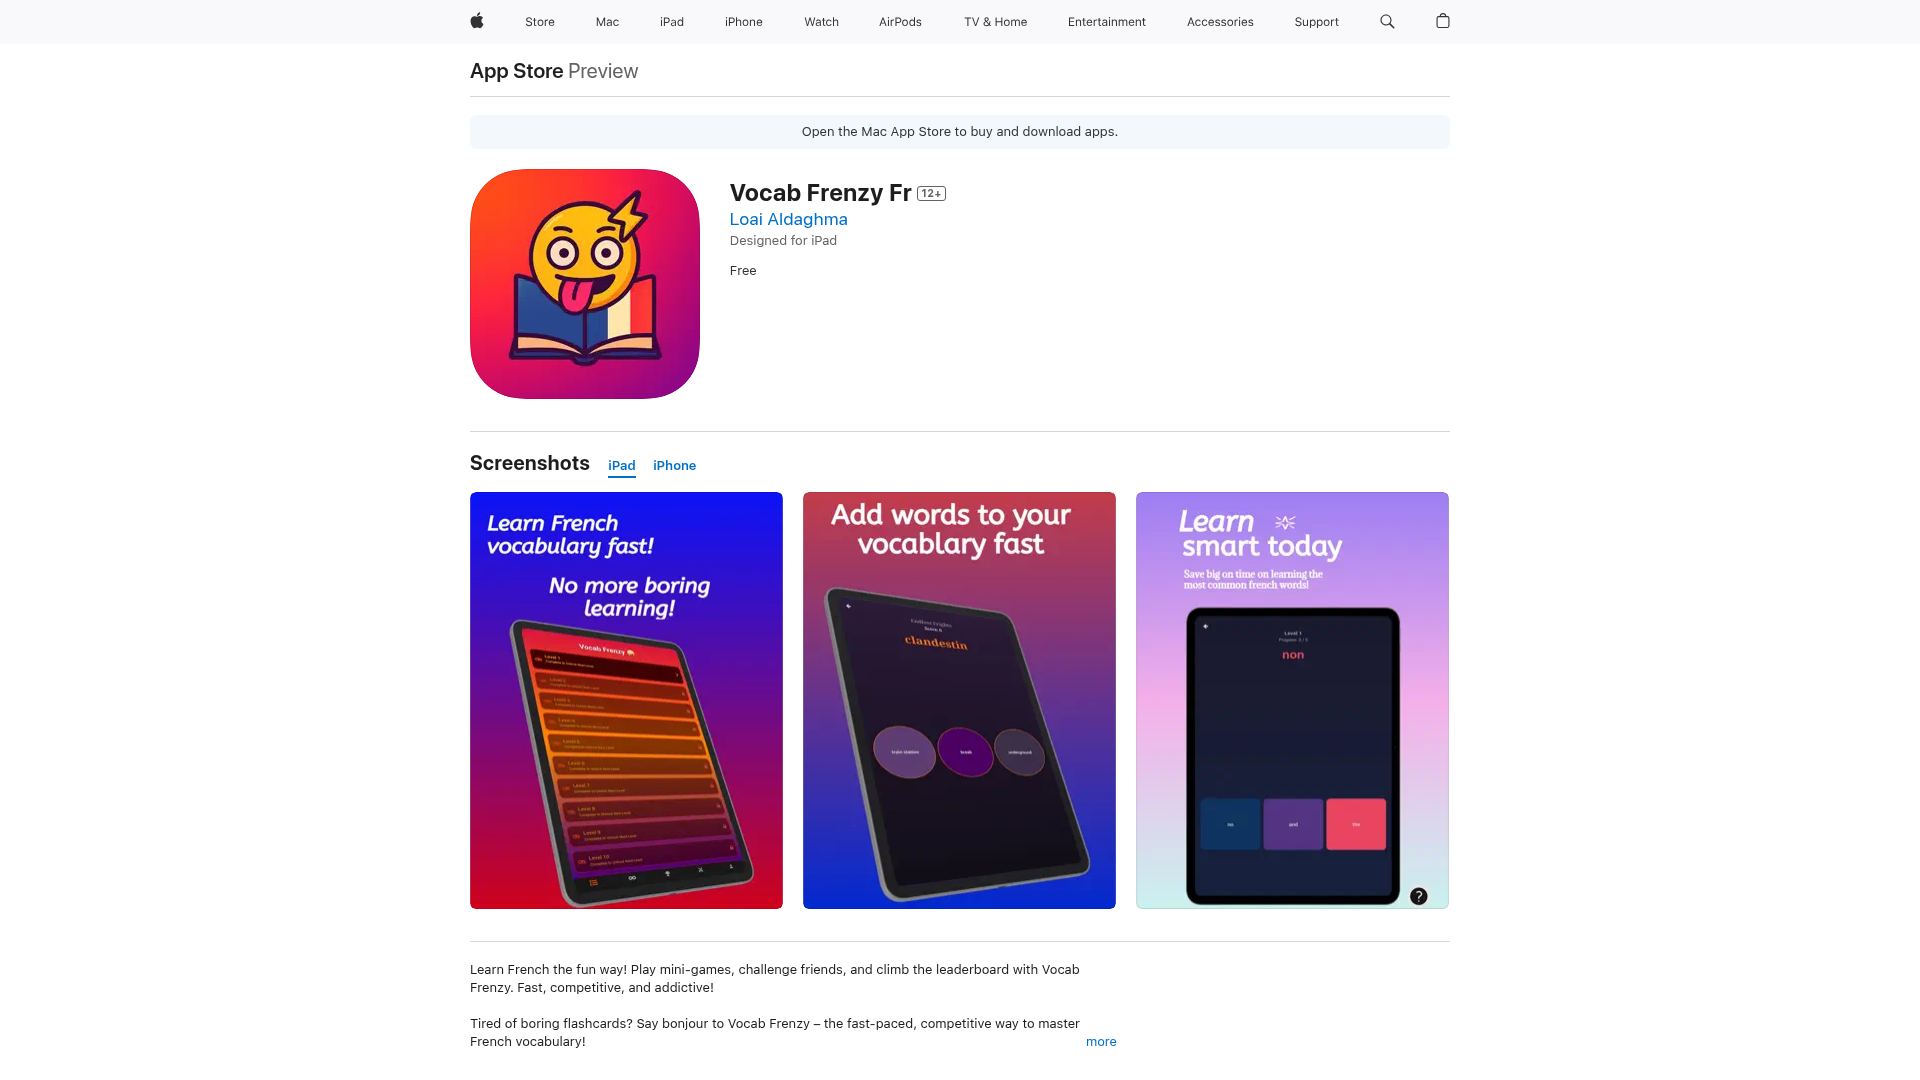 Store
Mac
iPad
iPhone
Watch
AirPods
TV & Home
Entertainment
Accessories
Support
App Store Preview
Open the Mac App Store to buy and download apps.
Vocab Frenzy Fr 12+
Loai Aldaghma
Designed for iPad
Free
Screenshots
iPad
iPhone
Learn French
vocabulary fast!
No more boring
learning!
Vocab Frenzy
Level 1
Level 2
Level 3
Level 4
Level 5
Level 6
Level 7
Level 8
Level 9
Level 10
Add words to your
vocablary fast
clandestin
break
Learn
smart today
Save big on time on learning the
most common french words!
Level 1
non
no
and
?
Learn French the fun way! Play mini-games, challenge friends, and climb the leaderboard with Vocab
Frenzy. Fast, competitive, and addictive!
Tired of boring flashcards? Say bonjour to Vocab Frenzy – the fast-paced, competitive way to master
French vocabulary!
more